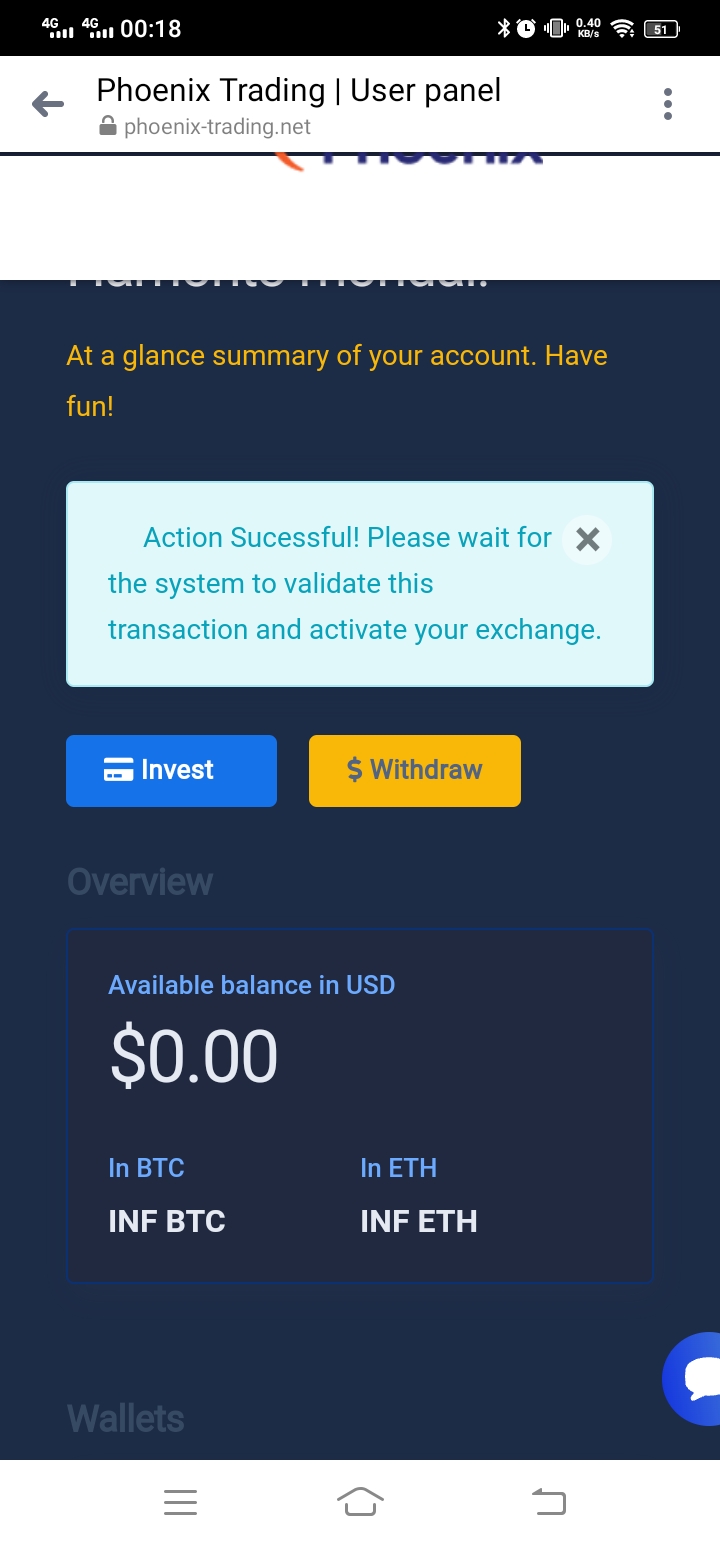 4G 4G 00:18 0.40 KB/s 51
Phoenix Trading | User panel
phoenix-trading.net
At a glance summary of your account. Have
fun!
Action Sucessful! Please wait for
the system to validate this
transaction and activate your exchange.
Invest
$ Withdraw
Overview
Available balance in USD
$0.00
In BTC In ETH
INF BTC INF ETH
Wallets